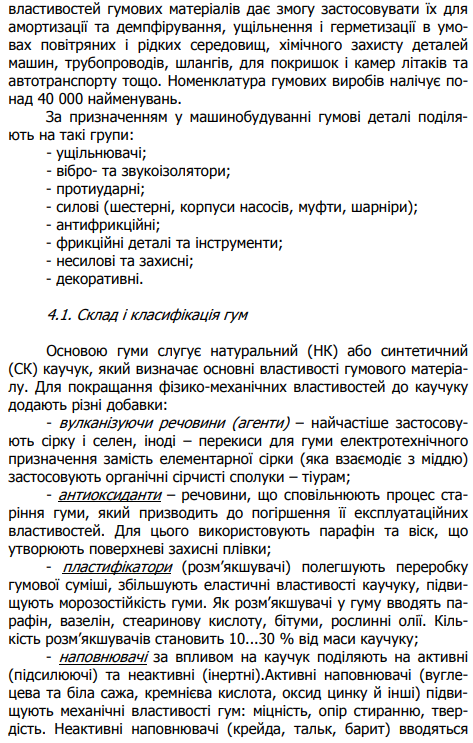 властивостей гумових матеріалів дає змогу застосовувати їх для
амортизації та демпфірування, ущільнення і герметизації в умо-
вах повітряних і рідких середовищ, хімічного захисту деталей
машин, трубопроводів, шлангів, для покришок і камер літаків та
автотранспорту тощо. Номенклатура гумових виробів налічує по-
над 40 000 найменувань.
За призначенням у машинобудуванні гумові деталі поділя-
ють на такі групи:
- ущільнювачі;
- вібро- та звукоізолятори;
- протиударні;
- силові (шестерні, корпуси насосів, муфти, шарніри);
- антифрикційні;
- фрикційні деталі та інструменти;
- несилові та захисні;
- декоративні.
4.1. Склад і класифікація гум
Основою гуми слугує натуральний (НК) або синтетичний
(СК) каучук, який визначає основні властивості гумового матеріа-
лу. Для покращання фізико-механічних властивостей до каучуку
додають різні добавки:
- вулканізуючі речовини (агенти) – найчастіше застосову-
ють сірку і селен, іноді – перекиси для гуми електротехнічного
призначення замість елементарної сірки (яка взаємодіє з міддю)
застосовують органічні сірчисті сполуки – тіурам;
- антиоксиданти – речовини, що сповільнюють процес ста-
ріння гуми, який призводить до погіршення її експлуатаційних
властивостей. Для цього використовують парафін та віск, що
утворюють поверхневі захисні плівки;
- пластифікатори (розм’якшувачі) полегшують переробку
гумової суміші, збільшують еластичні властивості каучуку, підви-
щують морозостійкість гуми. Як розм’якшувачі у гуму вводять па-
рафін, вазелін, стеаринову кислоту, бітуми, рослинні олії. Кіль-
кість розм’якшувачів становить 10...30 % від маси каучуку;
- наповнювачі за впливом на каучук поділяють на активні
(підсилюючі) та неактивні (інертні).Активні наповнювачі (вугле-
цева та біла сажа, кремнієва кислота, оксид цинку й інші) підви-
щують механічні властивості гум: міцність, опір стиранню, твер-
дість. Неактивні наповнювачі (крейда, тальк, барит) вводяться